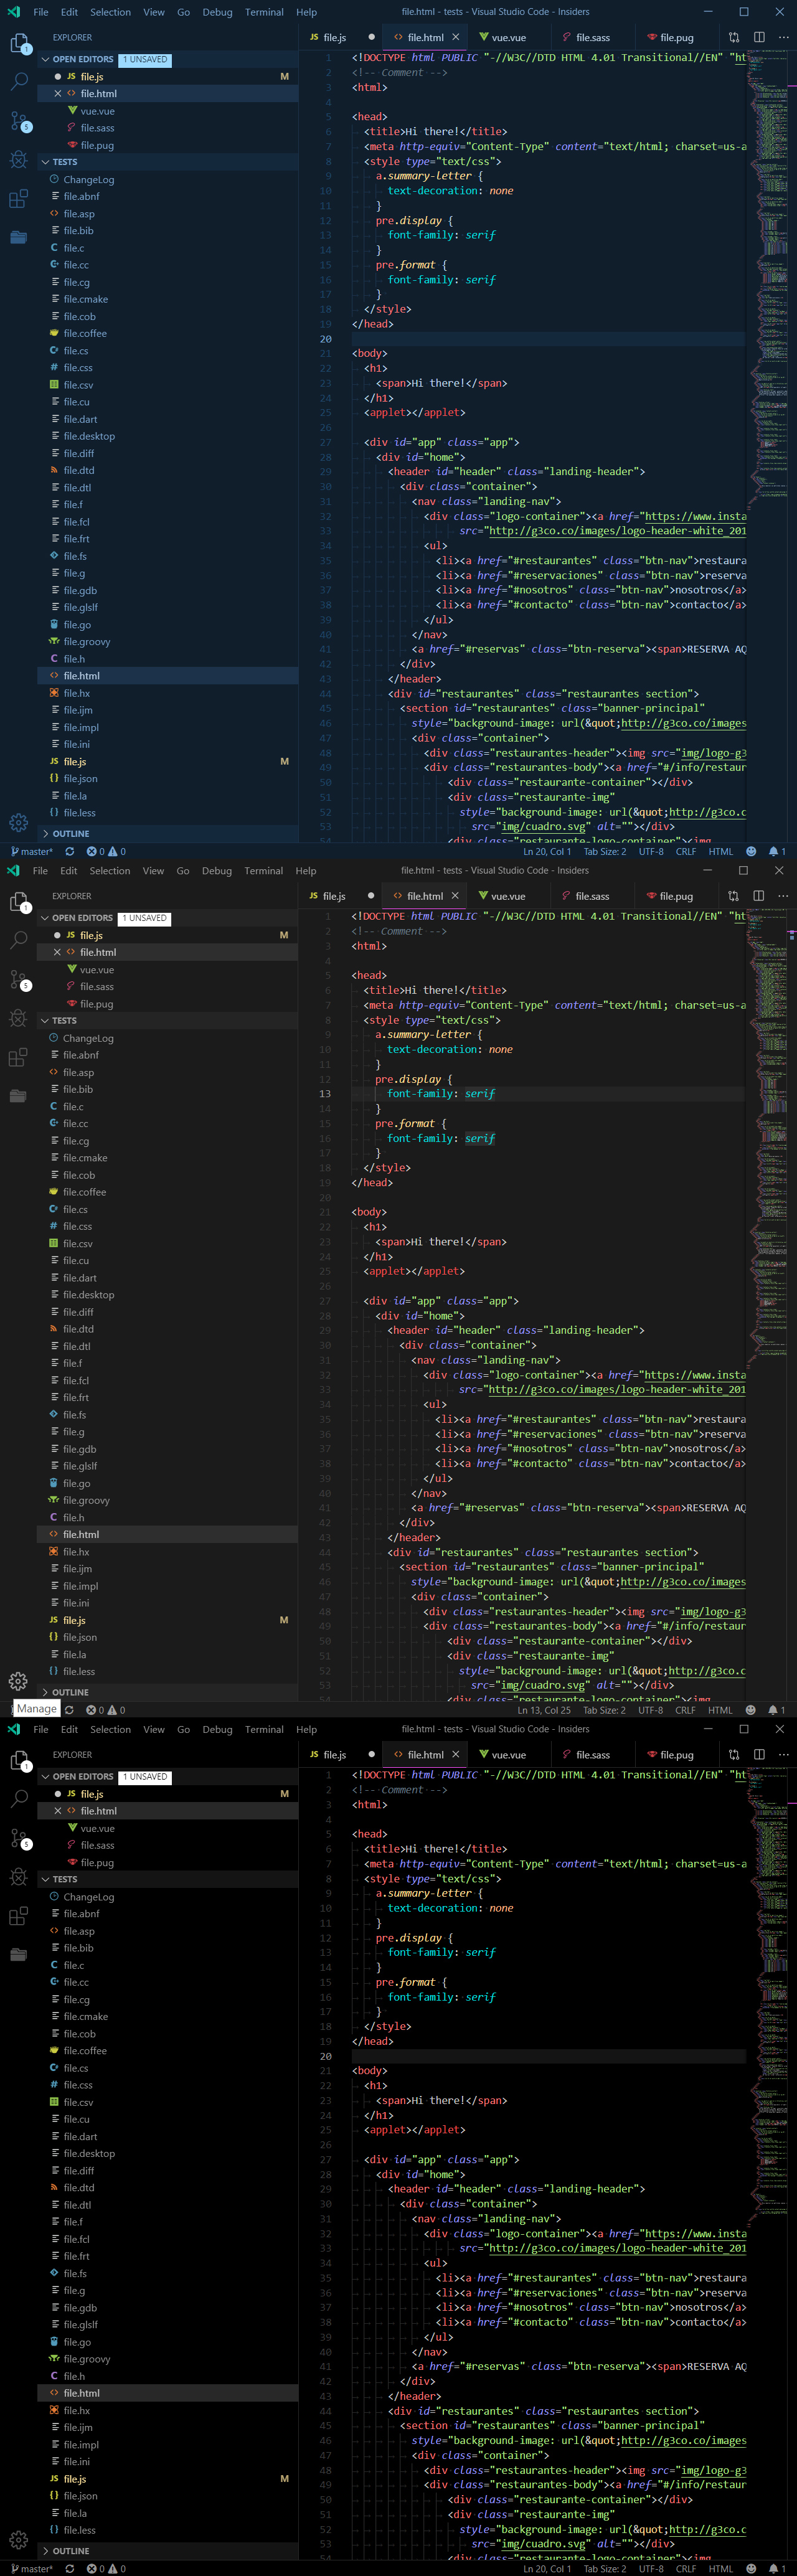 File Edit Selection View Go Debug Terminal Help file.html - tests - Visual Studio Code - Insiders
EXPLORER
OPEN EDITORS 1 UNSAVED
JS file.js M
file.html
vue.vue
file.sass
file.pug
TESTS
ChangeLog
file.abnf
file.asp
file.bib
file.c
file.cc
file.cg
file.cmake
file.cob
file.coffee
file.cs
file.css
file.csv
file.cu
file.dart
file.desktop
file.diff
file.dtd
file.dtl
file.f
file.fcl
file.frt
file.fs
file.g
file.gdb
file.glslf
file.go
file.groovy
file.h
file.html
file.hx
file.ijm
file.impl
file.ini
JS file.js M
file.json
file.la
file.less
OUTLINE
JS file.js file.html vue.vue file.sass file.pug
1 <!DOCTYPE html PUBLIC "-//W3C//DTD HTML 4.01 Transitional//EN" "ht
2 <!-- Comment -->
3 <html>
4
5 <head>
6 <title>Hi there!</title>
7 <meta http-equiv="Content-Type" content="text/html; charset=us-a
8 <style type="text/css">
9 a.summary-letter {
10 text-decoration: none
11 }
12 pre.display {
13 font-family: serif
14 }
15 pre.format {
16 font-family: serif
17 }
18 </style>
19 </head>
20
21 <body>
22 <h1>
23 <span>Hi there!</span>
24 </h1>
25 <applet></applet>
26
27 <div id="app" class="app">
28 <div id="home">
29 <header id="header" class="landing-header">
30 <div class="container">
31 <nav class="landing-nav">
32 <div class="logo-container"><a href="https://www.insta
33 src="http://g3co.co/images/logo-header-white_201
34 <ul>
35 <li><a href="#restaurantes" class="btn-nav">restaura
36 <li><a href="#reservaciones" class="btn-nav">reserva
37 <li><a href="#nosotros" class="btn-nav">nosotros</a>
38 <li><a href="#contacto" class="btn-nav">contacto</a>
39 </ul>
40 </nav>
41 <a href="#reservas" class="btn-reserva"><span>RESERVA AQ
42 </div>
43 </header>
44 <div id="restaurantes" class="restaurantes section">
45 <section id="restaurantes" class="banner-principal"
46 style="background-image: url(&quot;http://g3co.co/images
47 <div class="container">
48 <div class="restaurantes-header"><img src="img/logo-g3
49 <div class="restaurantes-body"><a href="#/info/restaur
50 <div class="restaurante-container"></div>
51 <div class="restaurante-img"
52 style="background-image: url(&quot;http://g3co.c
53 src="img/cuadro.svg" alt=""></div>
54 <div class="restaurantes-logo-container"><img
master* 0 0 Ln 20, Col 1 Tab Size: 2 UTF-8 CRLF HTML 1
File Edit Selection View Go Debug Terminal Help file.html - tests - Visual Studio Code - Insiders
EXPLORER
OPEN EDITORS 1 UNSAVED
JS file.js M
file.html
vue.vue
file.sass
file.pug
TESTS
ChangeLog
file.abnf
file.asp
file.bib
file.c
file.cc
file.cg
file.cmake
file.cob
file.coffee
file.cs
file.css
file.csv
file.cu
file.dart
file.desktop
file.diff
file.dtd
file.dtl
file.f
file.fcl
file.frt
file.fs
file.g
file.gdb
file.glslf
file.go
file.groovy
file.h
file.html
file.hx
file.ijm
file.impl
file.ini
JS file.js M
file.json
file.la
file.less
OUTLINE
Manage
JS file.js file.html vue.vue file.sass file.pug
1 <!DOCTYPE html PUBLIC "-//W3C//DTD HTML 4.01 Transitional//EN" "ht
2 <!-- Comment -->
3 <html>
4
5 <head>
6 <title>Hi there!</title>
7 <meta http-equiv="Content-Type" content="text/html; charset=us-a
8 <style type="text/css">
9 a.summary-letter {
10 text-decoration: none
11 }
12 pre.display {
13 font-family: serif
14 }
15 pre.format {
16 font-family: serif
17 }
18 </style>
19 </head>
20
21 <body>
22 <h1>
23 <span>Hi there!</span>
24 </h1>
25 <applet></applet>
26
27 <div id="app" class="app">
28 <div id="home">
29 <header id="header" class="landing-header">
30 <div class="container">
31 <nav class="landing-nav">
32 <div class="logo-container"><a href="https://www.insta
33 src="http://g3co.co/images/logo-header-white_201
34 <ul>
35 <li><a href="#restaurantes" class="btn-nav">restaura
36 <li><a href="#reservaciones" class="btn-nav">reserva
37 <li><a href="#nosotros" class="btn-nav">nosotros</a>
38 <li><a href="#contacto" class="btn-nav">contacto</a>
39 </ul>
40 </nav>
41 <a href="#reservas" class="btn-reserva"><span>RESERVA AQ
42 </div>
43 </header>
44 <div id="restaurantes" class="restaurantes section">
45 <section id="restaurantes" class="banner-principal"
46 style="background-image: url(&quot;http://g3co.co/images
47 <div class="container">
48 <div class="restaurantes-header"><img src="img/logo-g3
49 <div class="restaurantes-body"><a href="#/info/restaur
50 <div class="restaurante-container"></div>
51 <div class="restaurante-img"
52 style="background-image: url(&quot;http://g3co.c
53 src="img/cuadro.svg" alt=""></div>
54 <div class="restaurantes-logo-container"><img
0 0 Ln 13, Col 25 Tab Size: 2 UTF-8 CRLF HTML 1
File Edit Selection View Go Debug Terminal Help file.html - tests - Visual Studio Code - Insiders
EXPLORER
OPEN EDITORS 1 UNSAVED
JS file.js M
file.html
vue.vue
file.sass
file.pug
TESTS
ChangeLog
file.abnf
file.asp
file.bib
file.c
file.cc
file.cg
file.cmake
file.cob
file.coffee
file.cs
file.css
file.csv
file.cu
file.dart
file.desktop
file.diff
file.dtd
file.dtl
file.f
file.fcl
file.frt
file.fs
file.g
file.gdb
file.glslf
file.go
file.groovy
file.h
file.html
file.hx
file.ijm
file.impl
file.ini
JS file.js M
file.json
file.la
file.less
OUTLINE
JS file.js file.html vue.vue file.sass file.pug
1 <!DOCTYPE html PUBLIC "-//W3C//DTD HTML 4.01 Transitional//EN" "ht
2 <!-- Comment -->
3 <html>
4
5 <head>
6 <title>Hi there!</title>
7 <meta http-equiv="Content-Type" content="text/html; charset=us-a
8 <style type="text/css">
9 a.summary-letter {
10 text-decoration: none
11 }
12 pre.display {
13 font-family: serif
14 }
15 pre.format {
16 font-family: serif
17 }
18 </style>
19 </head>
20
21 <body>
22 <h1>
23 <span>Hi there!</span>
24 </h1>
25 <applet></applet>
26
27 <div id="app" class="app">
28 <div id="home">
29 <header id="header" class="landing-header">
30 <div class="container">
31 <nav class="landing-nav">
32 <div class="logo-container"><a href="https://www.insta
33 src="http://g3co.co/images/logo-header-white_201
34 <ul>
35 <li><a href="#restaurantes" class="btn-nav">restaura
36 <li><a href="#reservaciones" class="btn-nav">reserva
37 <li><a href="#nosotros" class="btn-nav">nosotros</a>
38 <li><a href="#contacto" class="btn-nav">contacto</a>
39 </ul>
40 </nav>
41 <a href="#reservas" class="btn-reserva"><span>RESERVA AQ
42 </div>
43 </header>
44 <div id="restaurantes" class="restaurantes section">
45 <section id="restaurantes" class="banner-principal"
46 style="background-image: url(&quot;http://g3co.co/images
47 <div class="container">
48 <div class="restaurantes-header"><img src="img/logo-g3
49 <div class="restaurantes-body"><a href="#/info/restaur
50 <div class="restaurante-container"></div>
51 <div class="restaurante-img"
52 style="background-image: url(&quot;http://g3co.c
53 src="img/cuadro.svg" alt=""></div>
54 <div class="restaurantes-logo-container"><img
master* 0 0 Ln 20, Col 1 Tab Size: 2 UTF-8 CRLF HTML 1